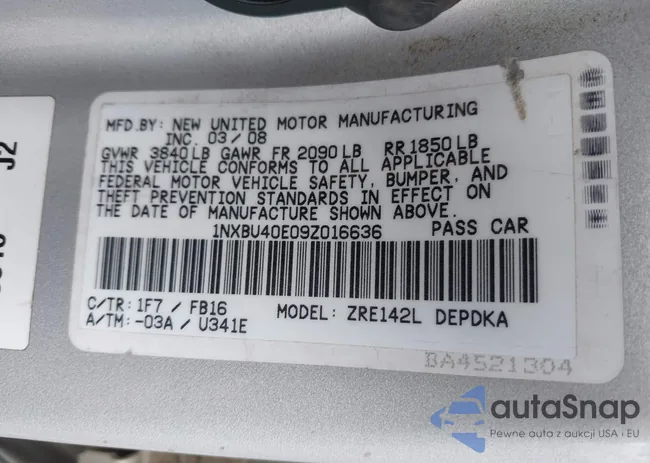 MFD.BY: NEW UNITED MOTOR MANUFACTURING
INC. 03/08
GVWR 3840LB GAWR FR 2090LB RR 1850LB
THIS VEHICLE CONFORMS TO ALL APPLICABLE
FEDERAL MOTOR VEHICLE SAFETY, BUMPER, AND
THEFT PREVENTION STANDARDS IN EFFECT ON
THE DATE OF MANUFACTURE SHOWN ABOVE.
1NXBU40E09Z016636 PASS CAR
C/TR: 1F7 / FB16
A/TM: -03A / U341E
MODEL: ZRE142L DEPDKA
BA4521304
J2
autaSnap
Pewne auta z aukcji USA i EU